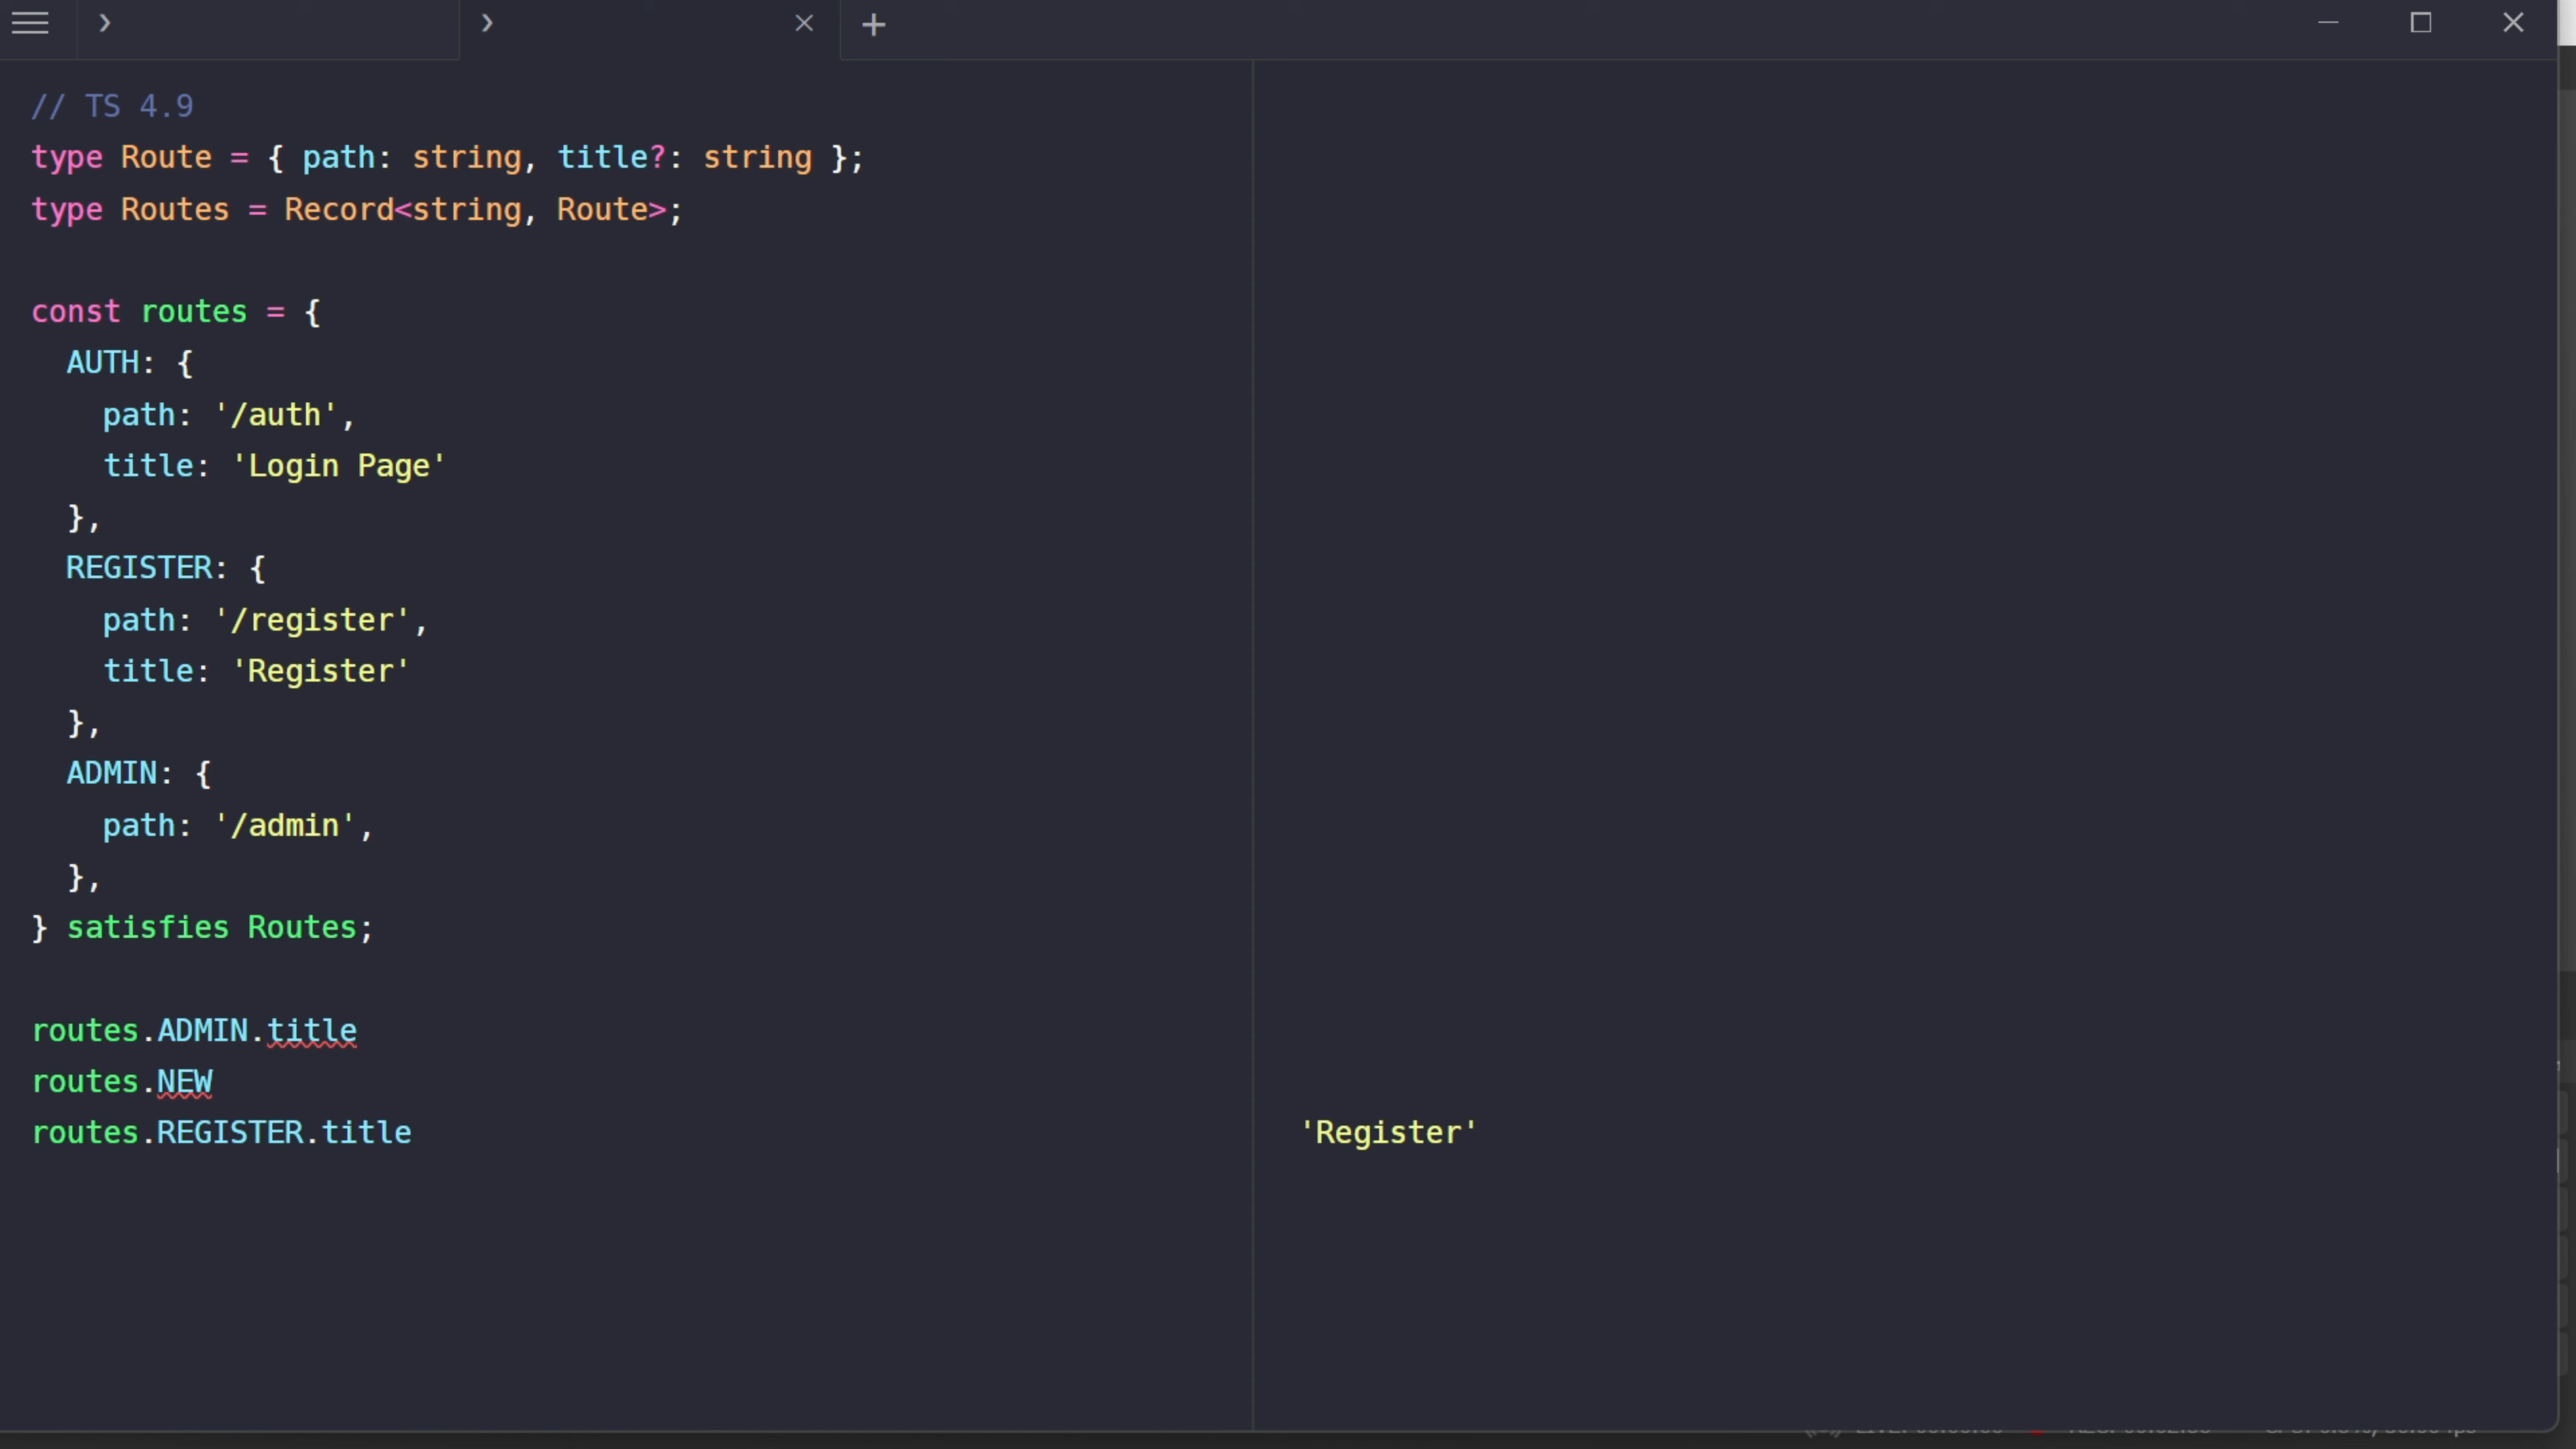 // TS 4.9
type Route = { path: string, title?: string };
type Routes = Record<string, Route>;
const routes = {
  AUTH: {
    path: '/auth',
    title: 'Login Page'
  },
  REGISTER: {
    path: '/register',
    title: 'Register'
  },
  ADMIN: {
    path: '/admin',
  },
} satisfies Routes;
routes.ADMIN.title
routes.NEW
routes.REGISTER.title
'Register'